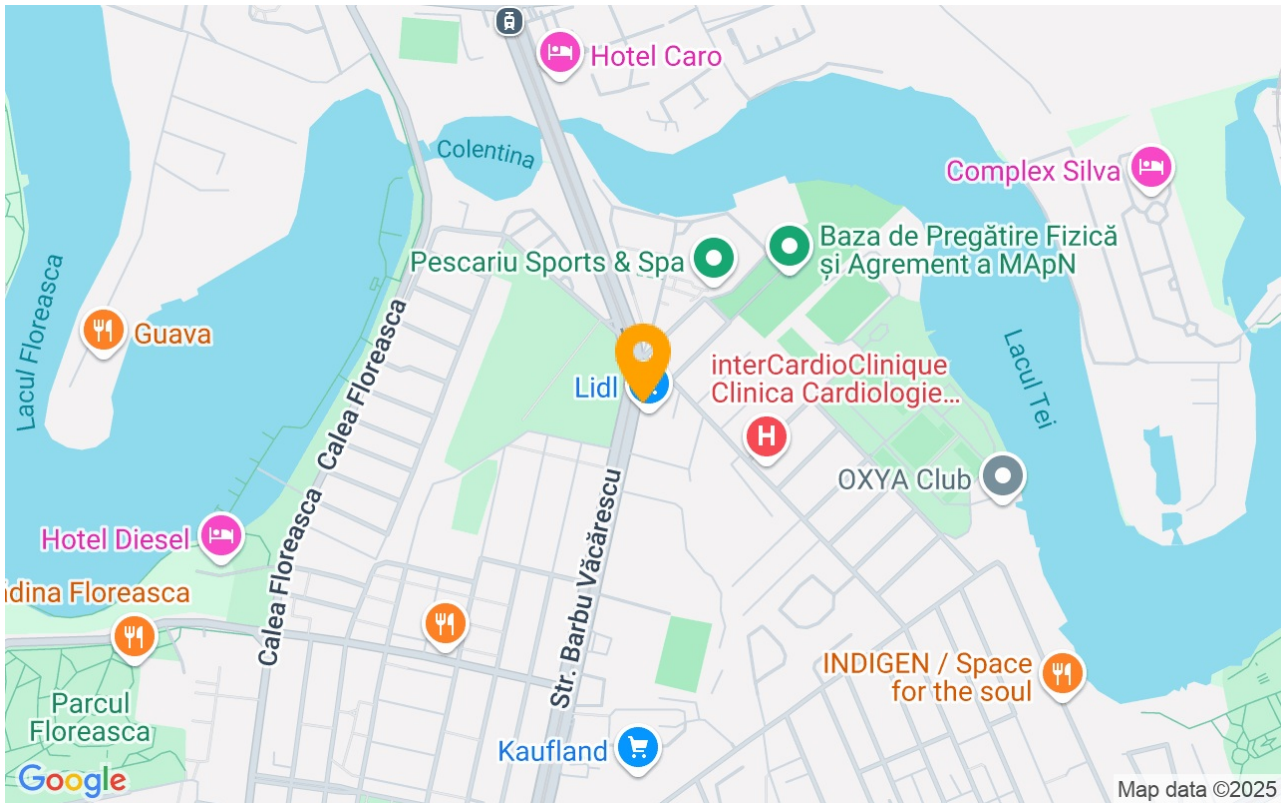 Hotel Caro
Colentina
Complex Silva
Baza de Pregătire Fizică
și Agrement a MApN
Pescariu Sports & Spa
Lacul Floreasca
Guava
Calea Floreasca
Lidl
interCardioClinique
Clinica Cardiologie...
H
Lacul Tei
OXYA Club
Calea Floreasca
Str. Barbu Văcărescu
Hotel Diesel
dina Floreasca
INDIGEN / Space
for the soul
Parcul
Floreasca
Kaufland
Google
Map data ©2025